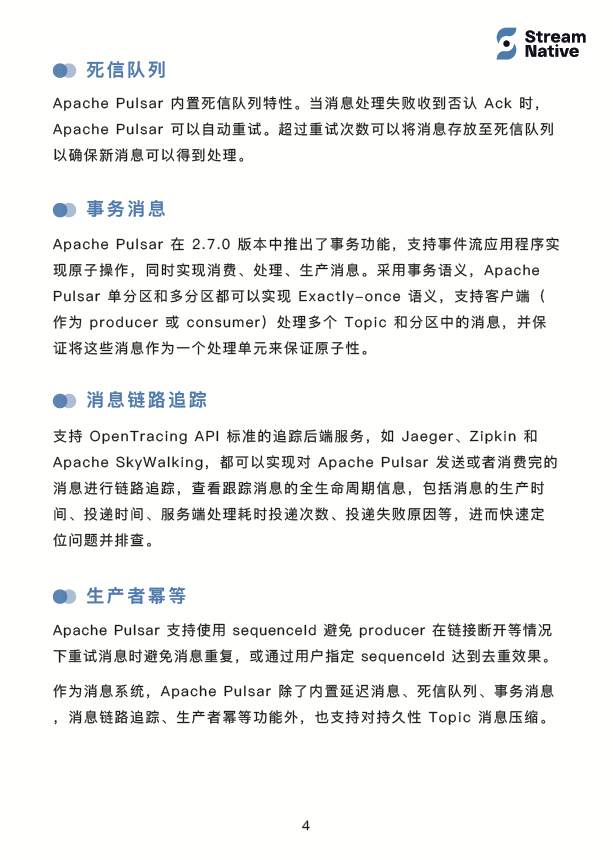 Stream
Native
死信队列
Apache Pulsar 内置死信队列特性。当消息处理失败收到否认 Ack 时，
Apache Pulsar 可以自动重试。超过重试次数可以将消息存放至死信队列
以确保新消息可以得到处理。
事务消息
Apache Pulsar 在 2.7.0 版本中推出了事务功能，支持事件流应用程序实
现原子操作，同时实现消费、处理、生产消息。采用事务语义，Apache
Pulsar 单分区和多分区都可以实现 Exactly-once 语义，支持客户端（
作为 producer 或 consumer）处理多个 Topic 和分区中的消息，并保
证将这些消息作为一个处理单元来保证原子性。
消息链路追踪
支持 OpenTracing API 标准的追踪后端服务，如 Jaeger、Zipkin 和
Apache SkyWalking，都可以实现对 Apache Pulsar 发送或者消费完的
消息进行链路追踪，查看跟踪消息的全生命周期信息，包括消息的生产时
间、投递时间、服务端处理耗时投递次数、投递失败原因等，进而快速定
位问题并排查。
生产者幂等
Apache Pulsar 支持使用 sequenceId 避免 producer 在链接断开等情况
下重试消息时避免消息重复，或通过用户指定 sequenceId 达到去重效果。
作为消息系统，Apache Pulsar 除了内置延迟消息、死信队列、事务消息
，消息链路追踪、生产者幂等功能外，也支持对持久性 Topic 消息压缩。
4